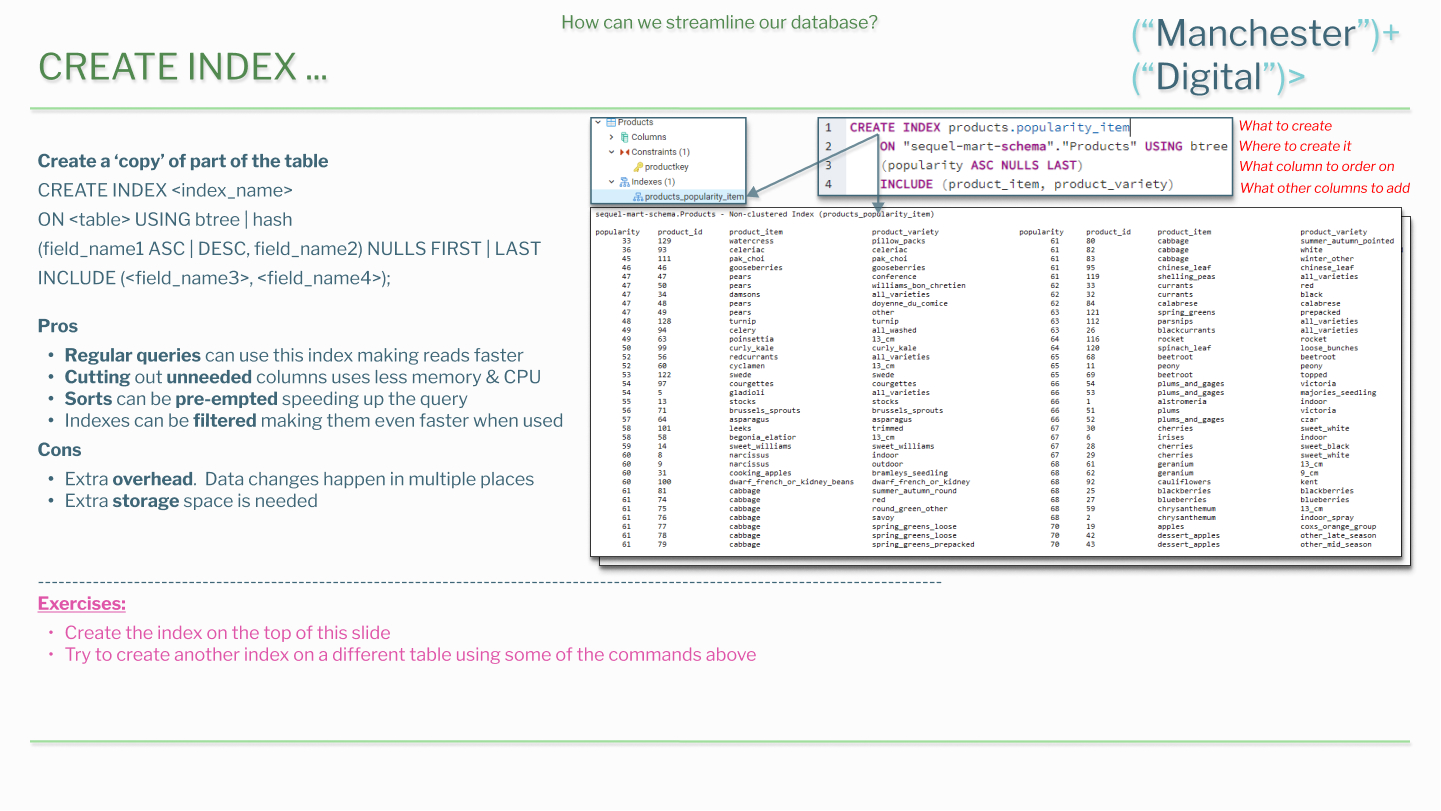 How can we streamline our database?
("Manchester")+
("Digital")>
CREATE INDEX ...
Create a ‘copy’ of part of the table
CREATE INDEX <index_name>
ON <table> USING btree | hash
(field_name1 ASC | DESC, field_name2) NULLS FIRST | LAST
INCLUDE (<field_name3>, <field_name4>);
Pros
• Regular queries can use this index making reads faster
• Cutting out unneeded columns uses less memory & CPU
• Sorts can be pre-empted speeding up the query
• Indexes can be filtered making them even faster when used
Cons
• Extra overhead. Data changes happen in multiple places
• Extra storage space is needed
Products
Columns
Constraints (1)
productkey
Indexes (1)
products_popularity_item
1 CREATE INDEX products.popularity_item
2 ON "sequel-mart-schema"."Products" USING btree
3 (popularity ASC NULLS LAST)
4 INCLUDE (product_item, product_variety)
What to create
Where to create it
What column to order on
What other columns to add
sequel-mart-schema.Products - Non-clustered Index (products_popularity_item)
popularity product_id product_item product_variety popularity product_id product_item product_variety
33 129 watercress pillow_packs 61 80 cabbage summer_autumn_pointed
36 93 celeriac celeriac 61 82 cabbage white
45 111 pak_choi pak_choi 61 83 cabbage winter_other
46 46 gooseberries gooseberries 61 95 chinese_leaf chinese_leaf
47 47 pears conference 61 119 shelling_peas all_varieties
47 50 pears williams_bon_chretien 62 33 currants red
47 34 damsons all_varieties 62 32 currants black
47 48 pears doyenne_du_comice 62 84 calabrese calabrese
47 49 pears other 63 121 spring_greens prepacked
48 128 turnip turnip 63 112 parsnips all_varieties
49 94 celery all_washed 63 26 blackcurrants all_varieties
49 63 poinsettia 13_cm 64 116 rocket rocket
50 99 curly_kale curly_kale 64 120 spinach_leaf loose_bunches
52 56 redcurrants all_varieties 65 68 beetroot beetroot
52 60 cyclamen 13_cm 65 11 peony peony
53 122 swede swede 65 69 beetroot topped
54 97 courgettes courgettes 66 54 plums_and_gages victoria
54 5 gladioli all_varieties 66 53 plums_and_gages majories_seedling
55 13 stocks stocks 66 1 alstromeria indoor
56 71 brussels_sprouts brussels_sprouts 66 51 plums victoria
57 64 asparagus asparagus 66 52 plums_and_gages czar
58 101 leeks trimmed 67 30 cherries sweet_white
58 58 begonia_elatior 13_cm 67 6 irises indoor
59 14 sweet_williams sweet_williams 67 28 cherries sweet_black
60 8 narcissus indoor 67 29 cherries sweet_white
60 9 narcissus outdoor 68 61 geranium 13_cm
60 31 cooking_apples bramleys_seedling 68 62 geranium 9_cm
60 100 dwarf_french_or_kidney_beans dwarf_french_or_kidney 68 92 cauliflowers kent
61 81 cabbage summer_autumn_round 68 25 blackberries blackberries
61 74 cabbage red 68 27 blueberries blueberries
61 75 cabbage round_green_other 68 59 chrysanthemum 13_cm
61 76 cabbage savoy 68 2 chrysanthemum indoor_spray
61 77 cabbage spring_greens_loose 70 19 apples coxs_orange_group
61 78 cabbage spring_greens_loose 70 42 dessert_apples other_late_season
61 79 cabbage spring_greens_prepacked 70 43 dessert_apples other_mid_season
Exercises:
• Create the index on the top of this slide
• Try to create another index on a different table using some of the commands above